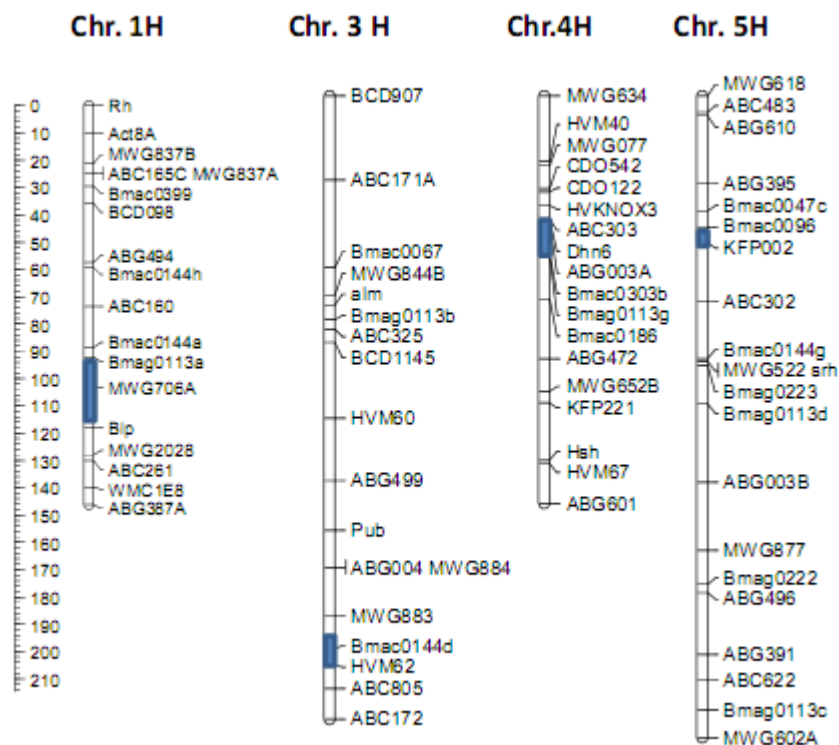 Chr. 1H
Chr. 3 H
Chr.4H
Chr. 5H
0
10
20
30
40
50
60
70
80
90
100
110
120
130
140
150
160
170
180
190
200
210
Rh
Act8A
MWG837B
ABC165C MWG837A
Bmac0399
BCD098
ABG494
Bmac0144h
ABC160
Bmac0144a
Bmag0113a
MWG706A
Blp
MWG2028
ABC261
WMC1E8
ABG387A
BCD907
ABC171A
Bmac0067
MWG844B
alm
Bmag0113b
ABC325
BCD1145
HVM60
ABG499
Pub
ABG004 MWG884
MWG883
Bmac0144d
HVM62
ABC805
ABC172
MWG634
HVM40
MWG077
CDO542
CDO122
HVKNOX3
ABC303
Dhn6
ABG003A
Bmac0303b
Bmag0113g
Bmac0186
ABG472
MWG652B
KFP221
Hsh
HVM67
ABG601
MWG618
ABC483
ABG610
ABG395
Bmac0047c
Bmac0096
KFP002
ABC302
Bmac0144g
MWG522 srh
Bmag0223
Bmag0113d
ABG003B
MWG877
Bmag0222
ABG496
ABG391
ABC622
Bmag0113c
MWG602A